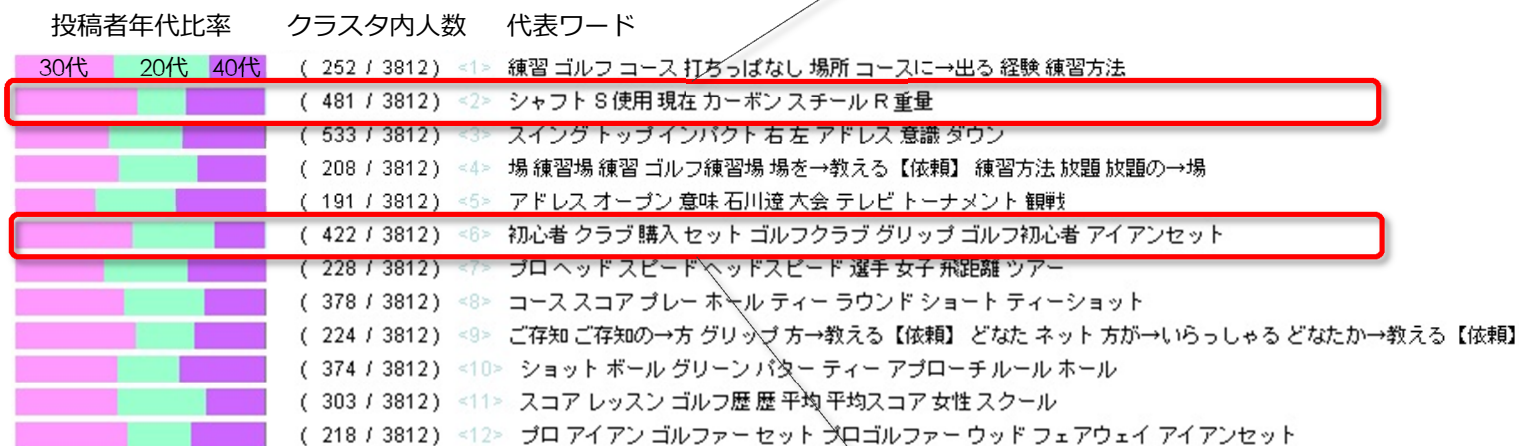 投稿者年代比率 クラスタ内人数 代表ワード
30代 20代 40代 ( 252 / 3812) <1> 練習 ゴルフ コース 打ちっぱなし 場所 コースに→出る 経験 練習方法
( 481 / 3812) <2> シャフト S 使用 現在 カーボン スチール R 重量
( 533 / 3812) <3> スイング トップ インパクト 右 左 アドレス 意識 ダウン
( 208 / 3812) <4> 場 練習場 練習 ゴルフ練習場 場を→教える【依頼】 練習方法 放題 放題の→場
( 191 / 3812) <5> アドレス オープン 意味 石川遼 大会 テレビ トーナメント 観戦
( 422 / 3812) <6> 初心者 クラブ 購入 セット ゴルフクラブ グリップ ゴルフ初心者 アイアンセット
( 228 / 3812) <7> プロ ヘッド スピード ヘッドスピード 選手 女子 飛距離 ツアー
( 378 / 3812) <8> コース スコア プレー ホール ティー ラウンド ショート ティーショット
( 224 / 3812) <9> ご存知 ご存知の→方 グリップ 方→教える【依頼】 どなた ネット 方が→いらっしゃる どなたか→教える【依頼】
( 374 / 3812) <10> ショット ボール グリーン パター ティー アプローチ ルール ホール
( 303 / 3812) <11> スコア レッスン ゴルフ歴 歴 平均 平均スコア 女性 スクール
( 218 / 3812) <12> プロ アイアン ゴルファー セット プロゴルファー ウッド フェアウェイ アイアンセット